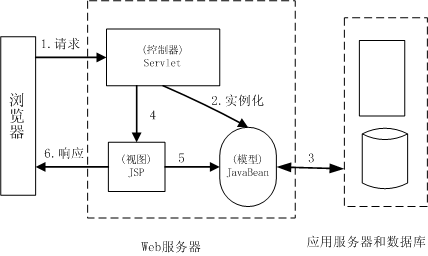 1.请求
(控制器)
Servlet
浏览器
4
2.实例化
6.响应
(视图)
JSP
5
(模型)
JavaBean
3
Web服务器
应用服务器和数据库